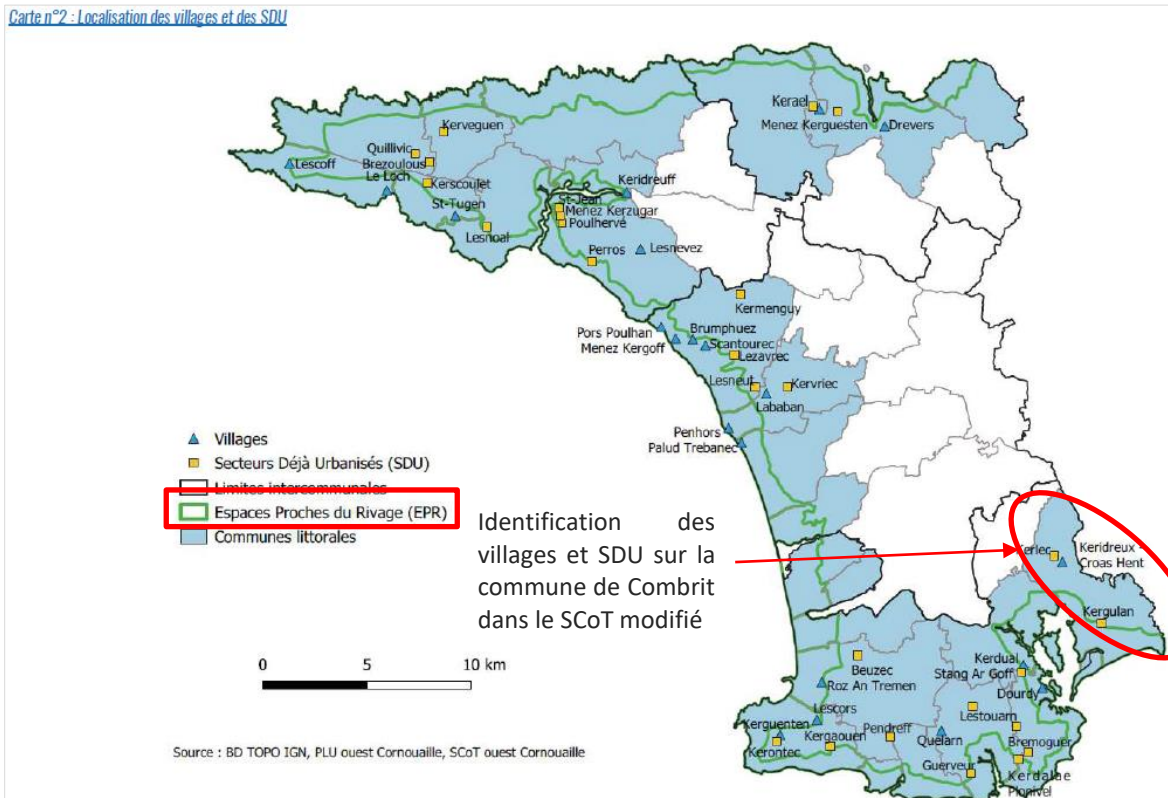 Carte n°2 : Localisation des villages et des SDU
Kerael
Menez Kerguesten
Drevers
Kerveguen
Quillivic
Brezoulous
Lescoff
Le Loch
Kerscoulet
Keridreuff
St-Tugen
St-Jean
Menez Kerzugar
Poulhervé
Lesnoal
Perros
Lesnevez
Kermenguy
Pors Poulhan
Brumphuez
Menez Kergoff
Scantourec
Lezavrec
Lesneut
Kervriec
Lababan
Penhors
Palud Trebanec
Villages
Secteurs Déjà Urbanisés (SDU)
Limites intercommunales
Espaces Proches du Rivage (EPR)
Communes littorales
Identification des
villages et SDU sur la
commune de Combrit
dans le SCoT modifié
Kerlec
Keridreux -
Croas Hent
Kergulan
0 5 10 km
Beuzec
Roz An Tremen
Kerdual
Stang Ar Goff
Dourdy
Lescors
Lestouarn
Kerguenten
Kergaouen
Pendreff
Kerontec
Quelarn
Bremoguer
Guerveur
Kerdalae
Plonivel
Source : BD TOPO IGN, PLU ouest Cornouaille, SCoT ouest Cornouaille